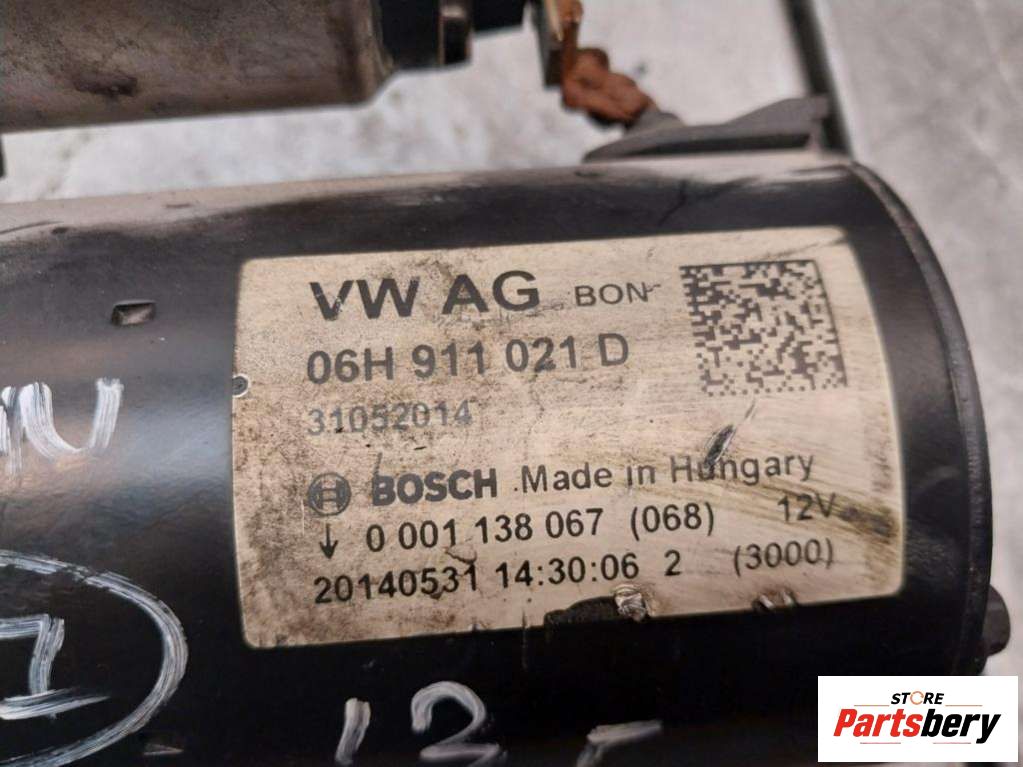 VW AG BON
06H 911 021 D
31052014
BOSCH Made in Hungary
↓ 0 001 138 067 (068) 12V
20140531 14:30:06 2 (3000)
STORE
Partsbery